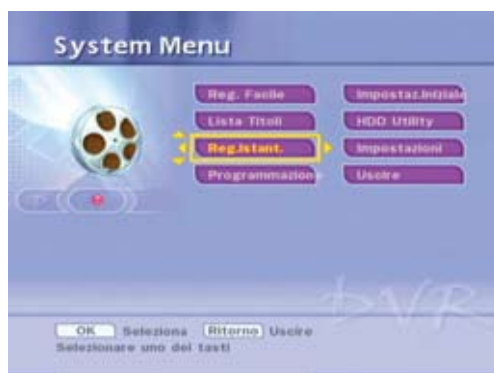 System Menu
Reg. Facile
Impostaz.Iniziale
Lista Titoli
HDD Utility
Reg.Istant.
Impostazioni
Programmazione
Uscire
DVR
OK Seleziona Ritorno Uscire
Selezionare uno dei tasti